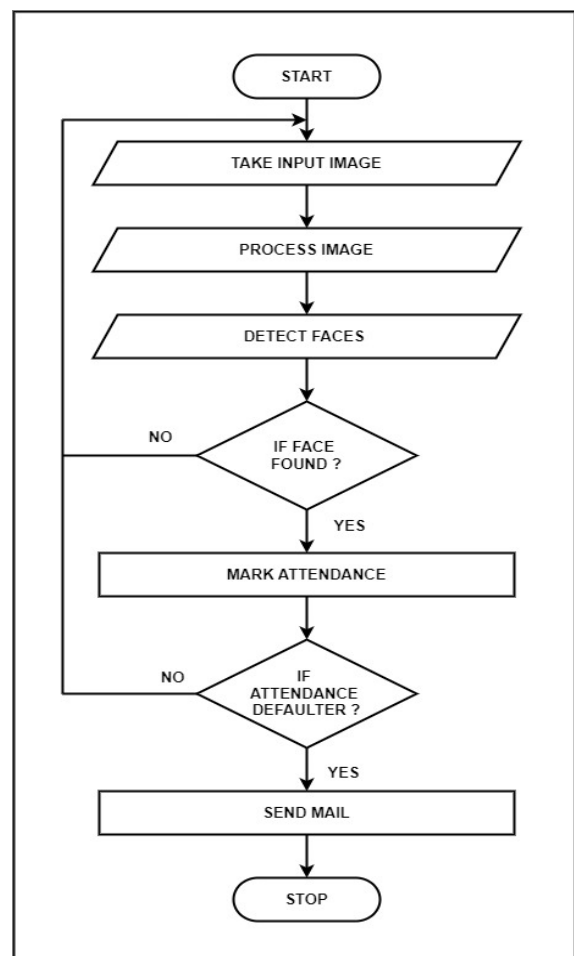 START
TAKE INPUT IMAGE
PROCESS IMAGE
DETECT FACES
NO
IF FACE
FOUND ?
YES
MARK ATTENDANCE
NO
IF
ATTENDANCE
DEFAULTER ?
YES
SEND MAIL
STOP